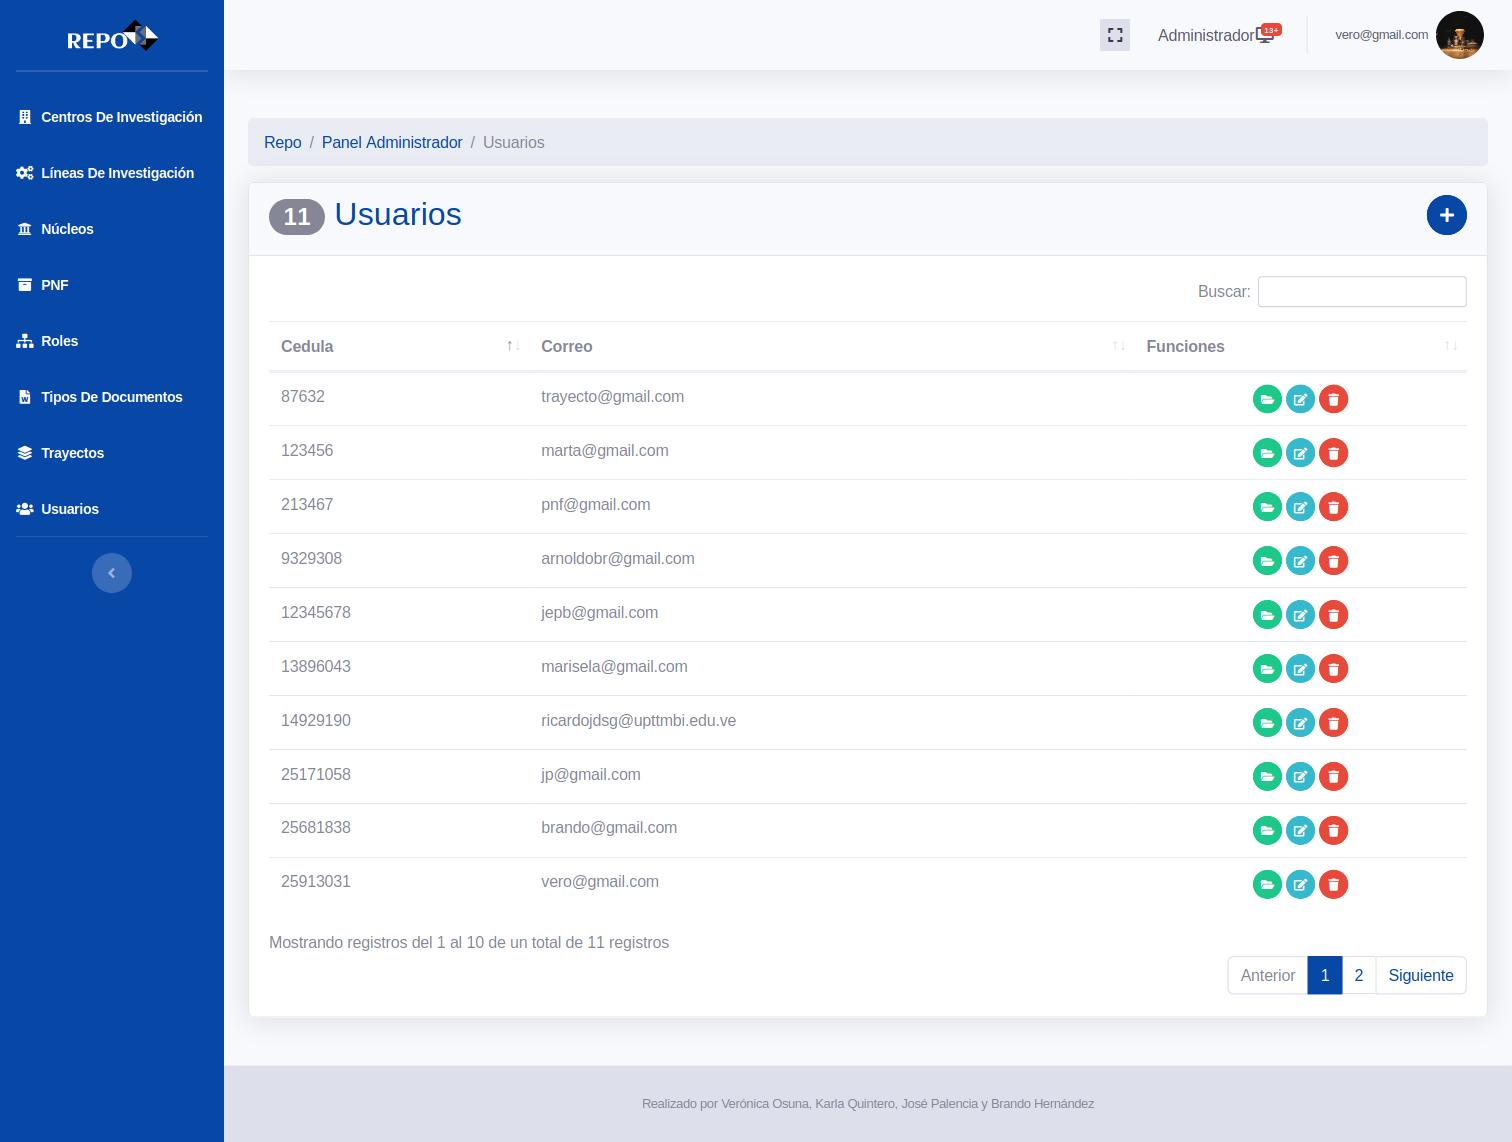 REPO
Administrador 13+ vero@gmail.com
Centros De Investigación
Líneas De Investigación
Núcleos
PNF
Roles
Tipos De Documentos
Trayectos
Usuarios
Repo / Panel Administrador / Usuarios
11 Usuarios
Buscar:
Cedula ↑↓ Correo ↑↓ Funciones ↑↓
87632 trayecto@gmail.com
123456 marta@gmail.com
213467 pnf@gmail.com
9329308 arnoldobr@gmail.com
12345678 jepb@gmail.com
13896043 marisela@gmail.com
14929190 ricardojdsg@upttmbi.edu.ve
25171058 jp@gmail.com
25681838 brando@gmail.com
25913031 vero@gmail.com
Mostrando registros del 1 al 10 de un total de 11 registros
Anterior 1 2 Siguiente
Realizado por Verónica Osuna, Karla Quintero, José Palencia y Brando Hernández